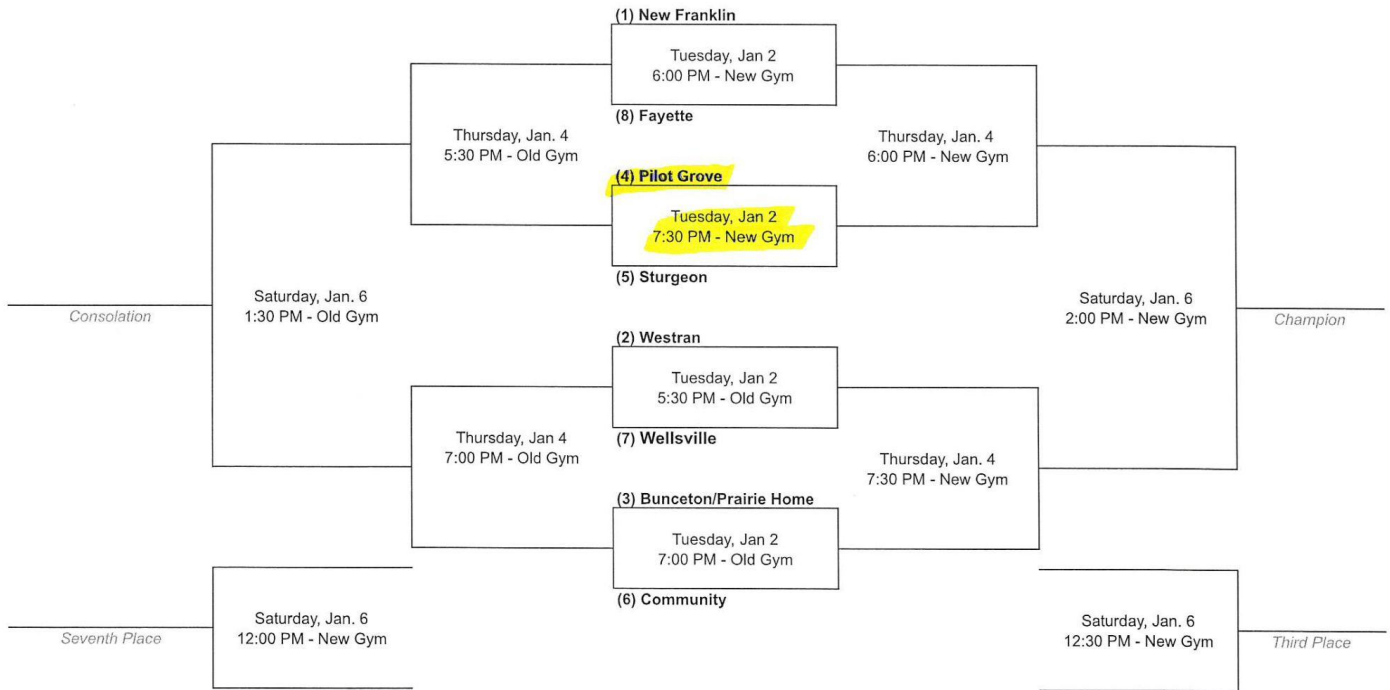 (1) New Franklin
Tuesday, Jan 2
6:00 PM - New Gym
(8) Fayette
Thursday, Jan. 4
5:30 PM - Old Gym
Thursday, Jan. 4
6:00 PM - New Gym
(4) Pilot Grove
Tuesday, Jan 2
7:30 PM - New Gym
(5) Sturgeon
Saturday, Jan. 6
1:30 PM - Old Gym
Consolation
Saturday, Jan. 6
2:00 PM - New Gym
Champion
(2) Westran
Tuesday, Jan 2
5:30 PM - Old Gym
(7) Wellsville
Thursday, Jan 4
7:00 PM - Old Gym
Thursday, Jan. 4
7:30 PM - New Gym
(3) Bunceton/Prairie Home
Tuesday, Jan 2
7:00 PM - Old Gym
(6) Community
Saturday, Jan. 6
12:00 PM - New Gym
Seventh Place
Saturday, Jan. 6
12:30 PM - New Gym
Third Place